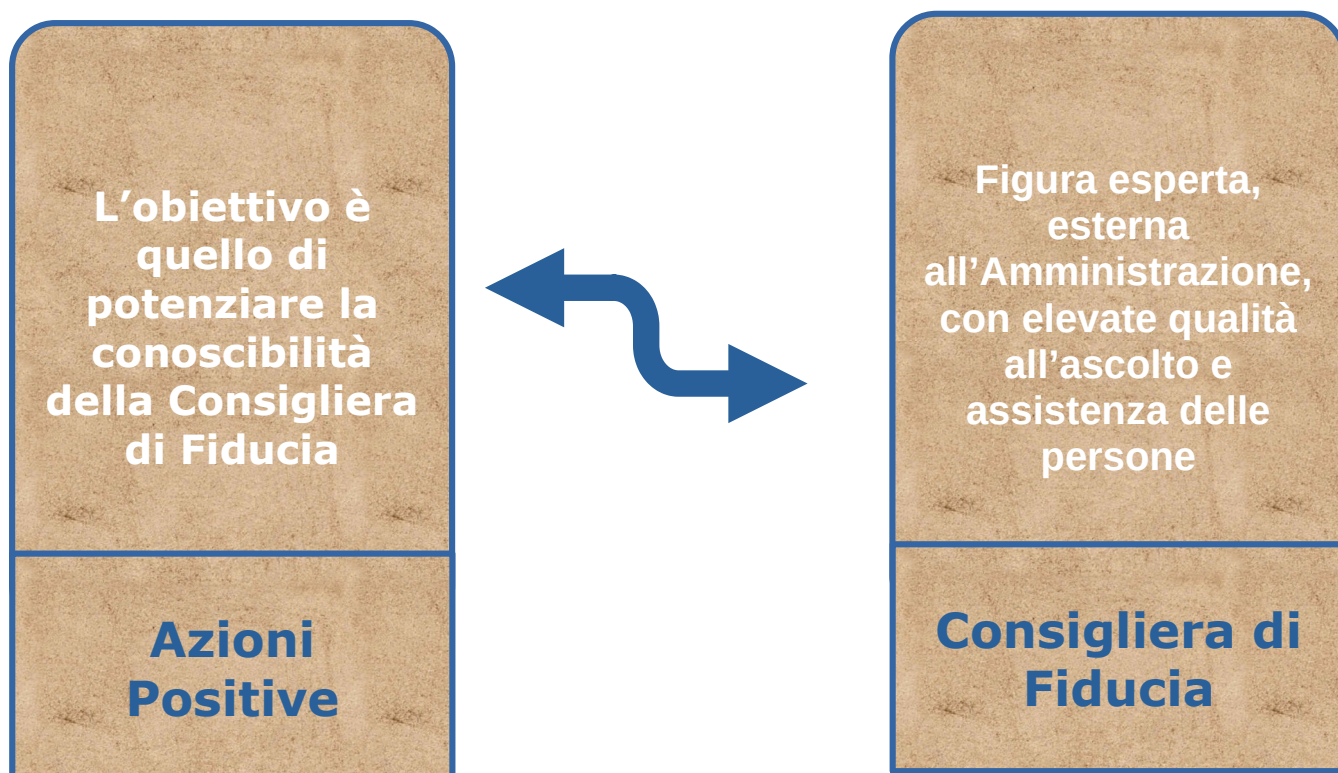 L’obiettivo è
quello di
potenziare la
conoscibilità
della Consigliera
di Fiducia
Azioni
Positive
Figura esperta,
esterna
all’Amministrazione,
con elevate qualità
all’ascolto e
assistenza delle
persone
Consigliera di
Fiducia